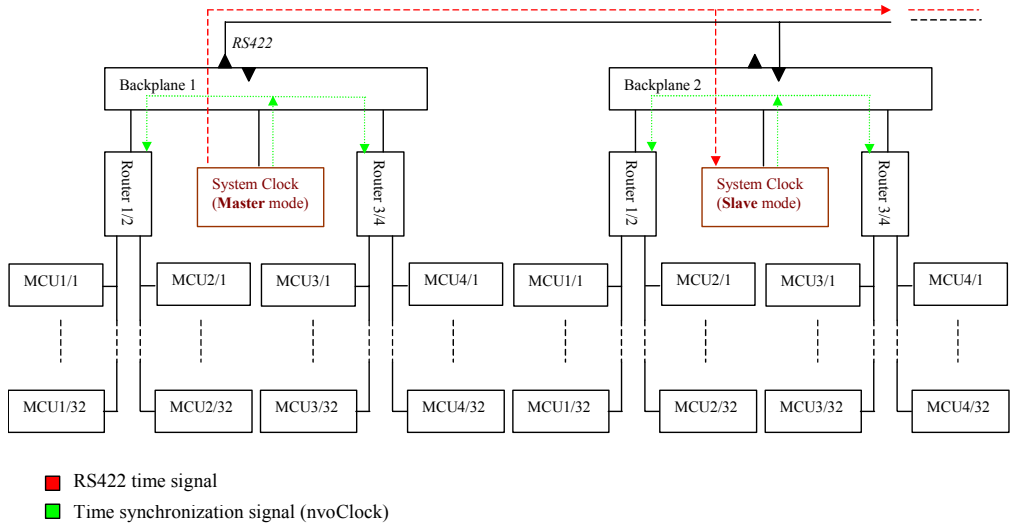 RS422
Backplane 1
Backplane 2
Router 1/2
System Clock
(Master mode)
Router 3/4
Router 1/2
System Clock
(Slave mode)
Router 3/4
MCU1/1
MCU2/1
MCU3/1
MCU4/1
MCU1/1
MCU2/1
MCU3/1
MCU4/1
MCU1/32
MCU2/32
MCU3/32
MCU4/32
MCU1/32
MCU2/32
MCU3/32
MCU4/32
RS422 time signal
Time synchronization signal (nvoClock)